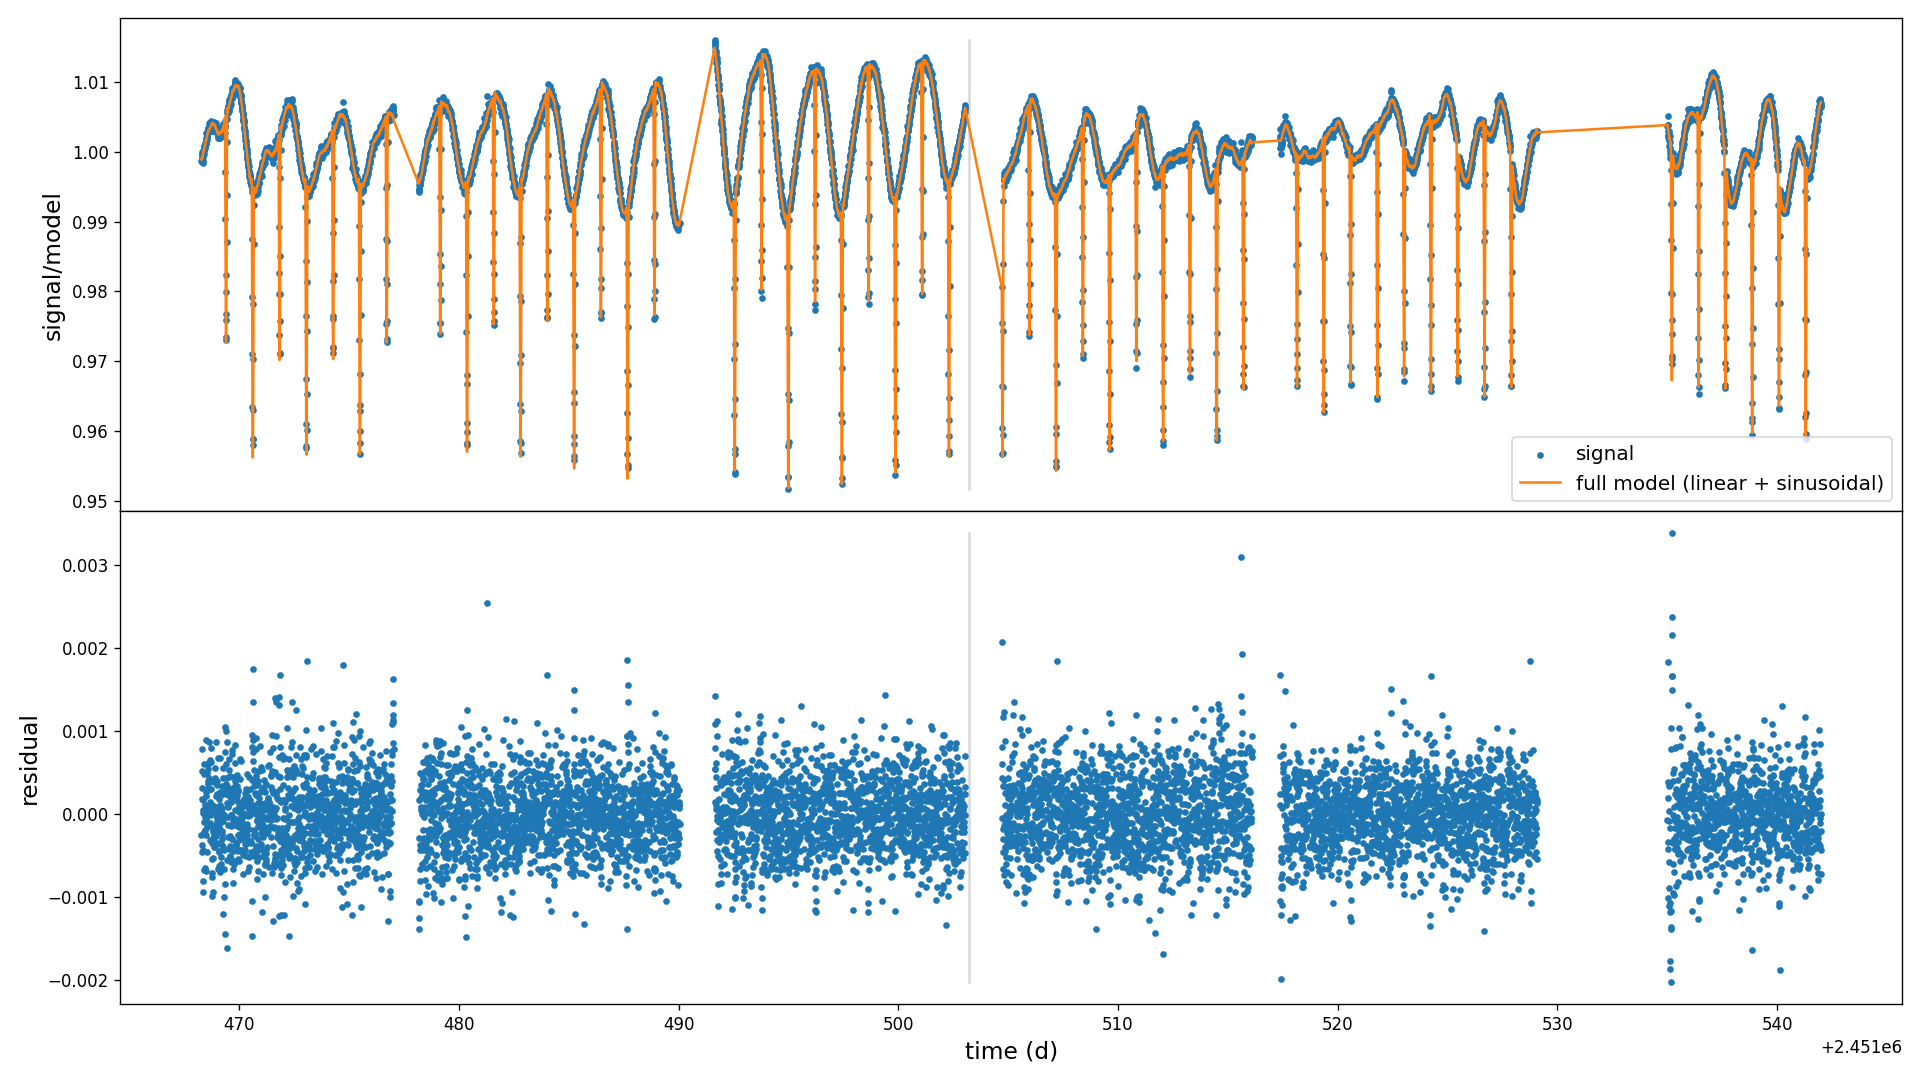 1.01
1.00
0.99
0.98
0.97
0.96
0.95
signal/model
signal
full model (linear + sinusoidal)
0.003
0.002
0.001
0.000
−0.001
−0.002
residual
470 480 490 500 510 520 530 540
time (d)
+2.451e6